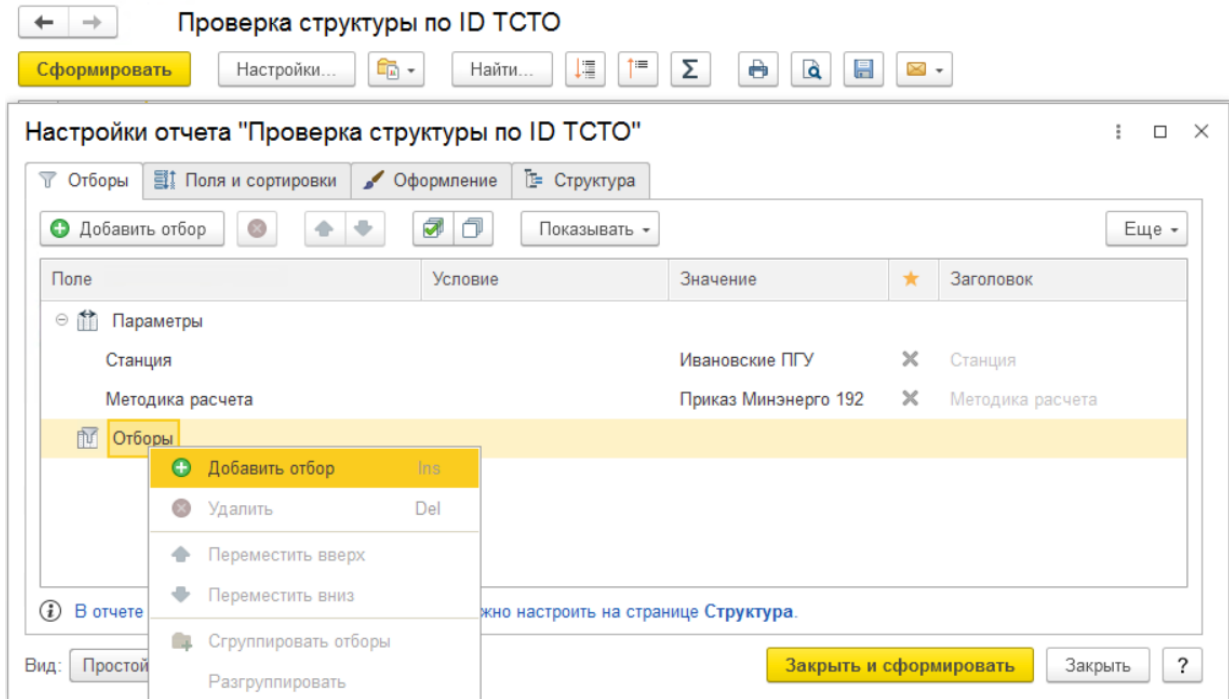 Проверка структуры по ID ТСТО
Сформировать Настройки... Найти...
Настройки отчета "Проверка структуры по ID ТСТО"
Отборы Поля и сортировки Оформление Структура
Добавить отбор Показывать Еще
Поле Условие Значение Заголовок
Параметры
Станция Ивановские ПГУ Станция
Методика расчета Приказ Минэнерго 192 Методика расчета
Отборы
Добавить отбор Ins
Удалить Del
Переместить вверх
Переместить вниз
В отчете жно настроить на странице Структура.
Сгруппировать отборы
Вид: Простой Закрыть и сформировать Закрыть ?
Разгруппировать